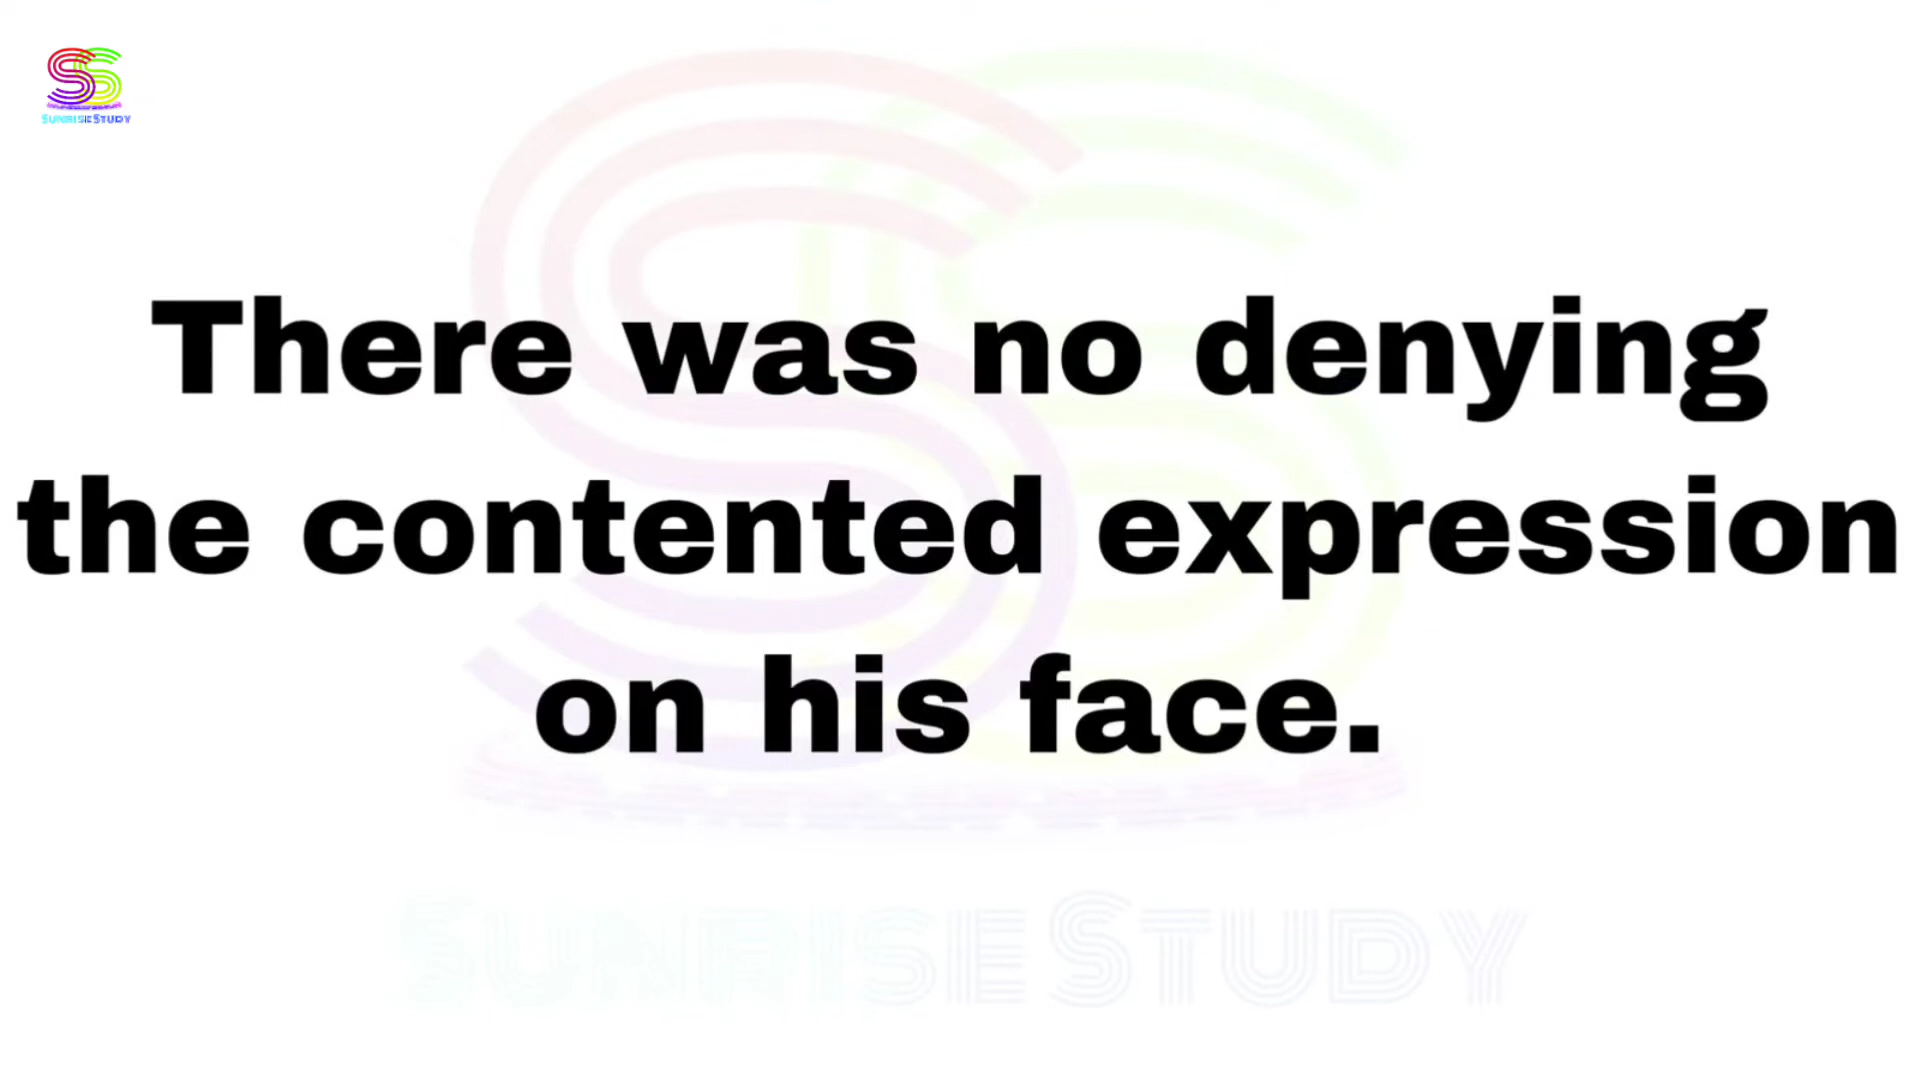 SUNRISESTUDY
There was no denying
the contented expression
on his face.
SUNRISESTUDY